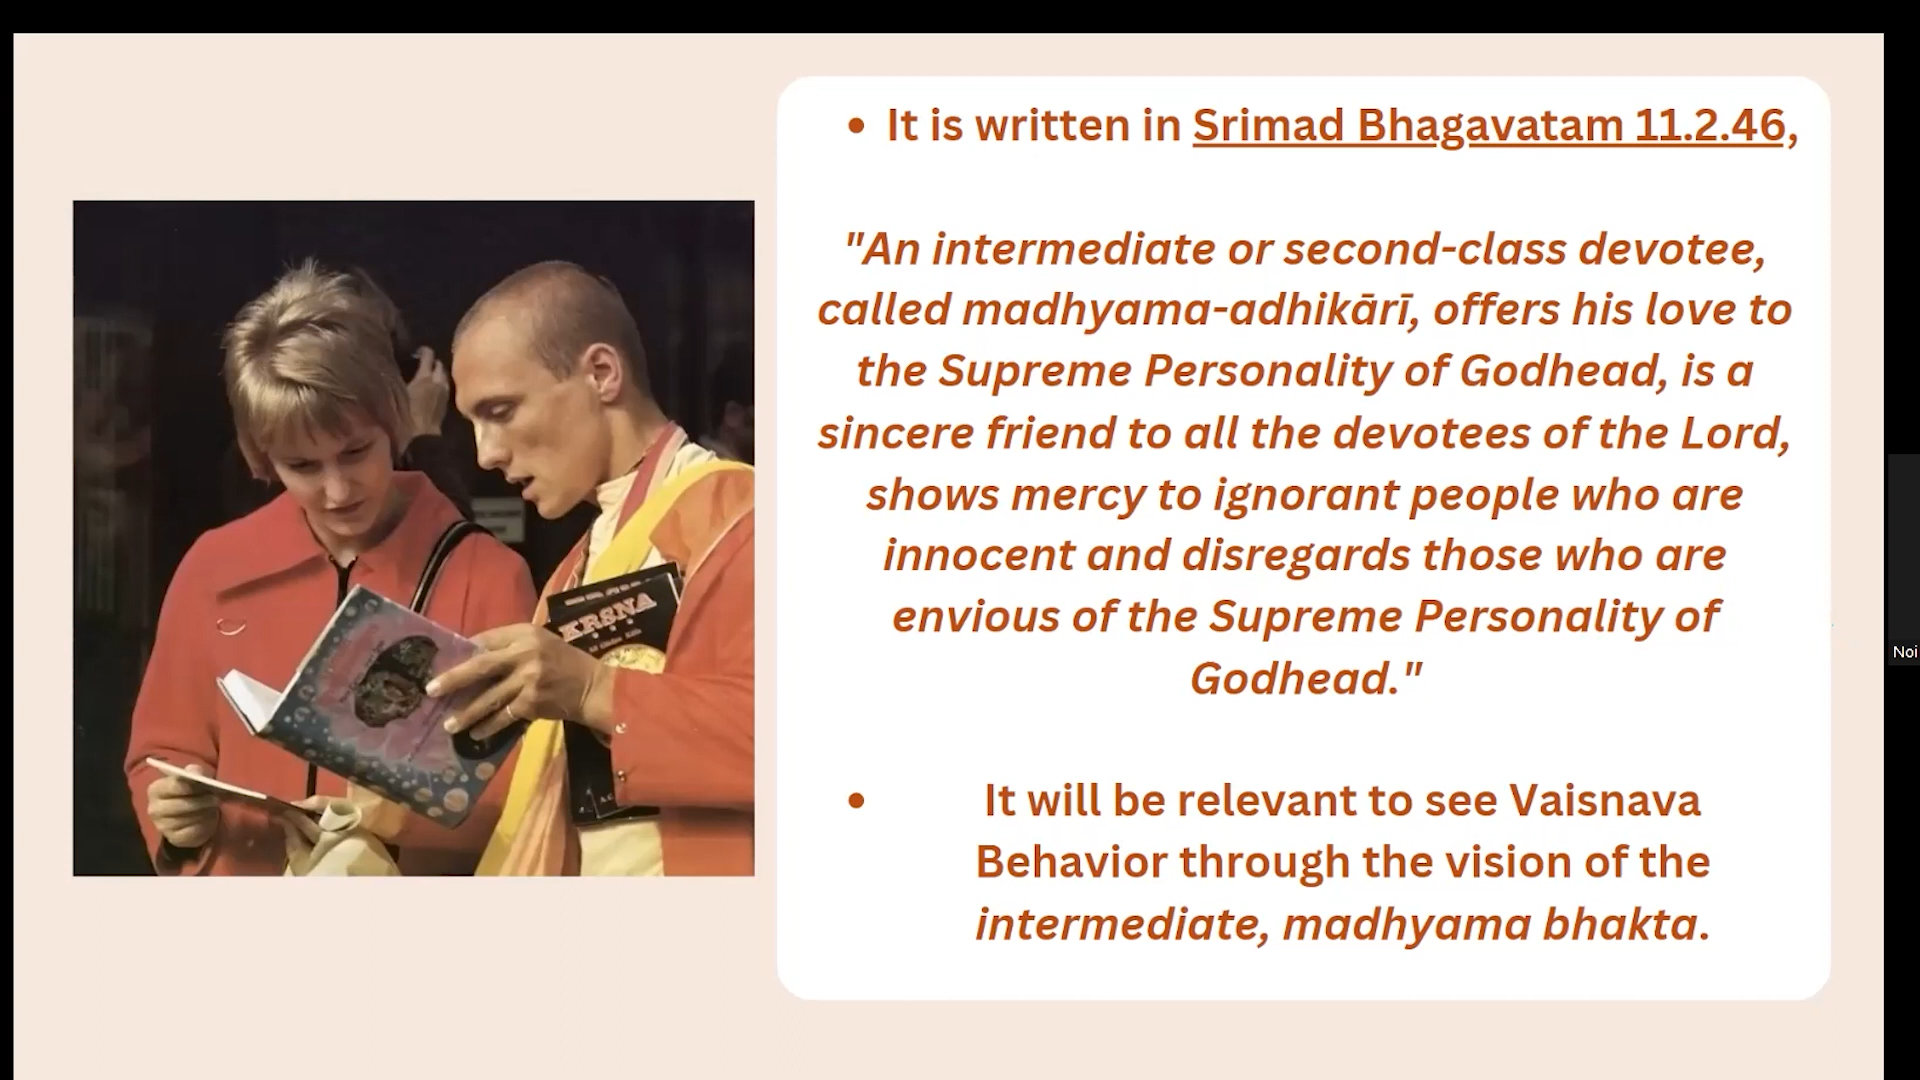 • It is written in Srimad Bhagavatam 11.2.46,
"An intermediate or second-class devotee,
called madhyama-adhikārī, offers his love to
the Supreme Personality of Godhead, is a
sincere friend to all the devotees of the Lord,
shows mercy to ignorant people who are
innocent and disregards those who are
envious of the Supreme Personality of
Godhead."
• It will be relevant to see Vaisnava
Behavior through the vision of the
intermediate, madhyama bhakta.
KRSNA
Noi